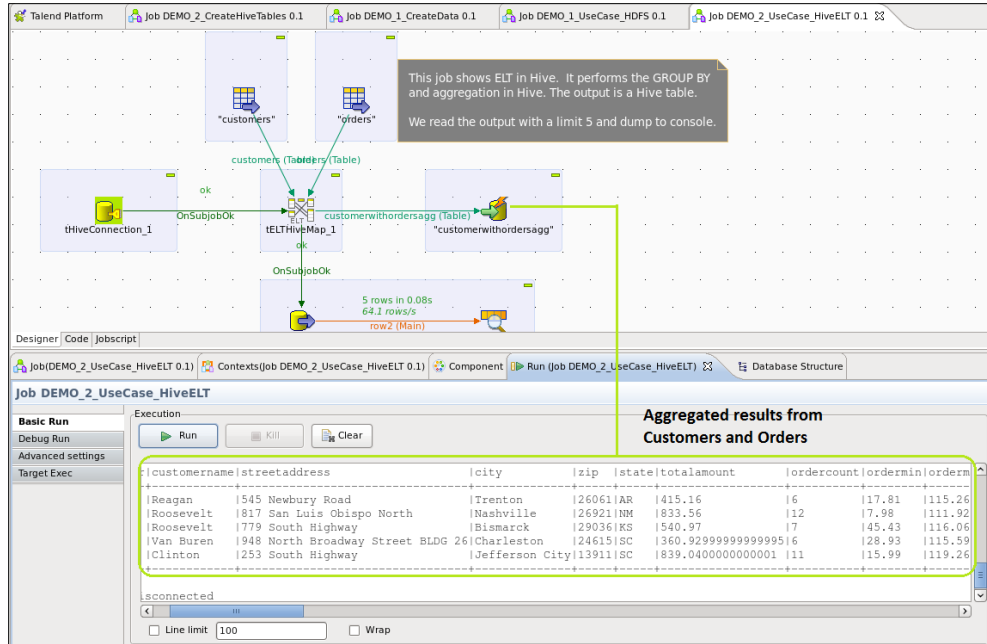 Talend Platform
Job DEMO_2_CreateHiveTables 0.1
Job DEMO_1_CreateData 0.1
Job DEMO_1_UseCase_HDFS 0.1
Job DEMO_2_UseCase_HiveELT 0.1
This job shows ELT in Hive. It performs the GROUP BY
and aggregation in Hive. The output is a Hive table.
We read the output with a limit 5 and dump to console.
"customers"
"orders"
customers (Table)
orders (Table)
ok
OnSubjobOk
ELT
customerwithordersagg (Table)
tHiveConnection_1
tELTHiveMap_1
"customerwithordersagg"
ok
OnSubjobOk
5 rows in 0.08s
64.1 rows/s
row2 (Main)
Designer Code Jobscript
Job(DEMO_2_UseCase_HiveELT 0.1)
Contexts(Job DEMO_2_UseCase_HiveELT 0.1)
Component
Run (Job DEMO_2_UseCase_HiveELT)
Database Structure
Job DEMO_2_UseCase_HiveELT
Basic Run
Debug Run
Advanced settings
Target Exec
Execution
Run
Kill
Clear
Aggregated results from
Customers and Orders
r|customername|streetaddress |city |zip |state|totalamount |ordercount|ordermin|orderm
|Reagan |545 Newbury Road |Trenton |26061|AR |415.16 |6 |17.81 |115.26
|Roosevelt |817 San Luis Obispo North |Nashville |26921|NM |833.56 |12 |7.98 |111.92
|Roosevelt |779 South Highway |Bismarck |29036|KS |540.97 |7 |45.43 |116.06
|Van Buren |948 North Broadway Street BLDG 26|Charleston |24615|SC |360.92999999999995|6 |28.93 |115.59
|Clinton |253 South Highway |Jefferson City|13911|SC |839.0400000000001 |11 |15.99 |119.26
isconnected
Line limit 100
Wrap